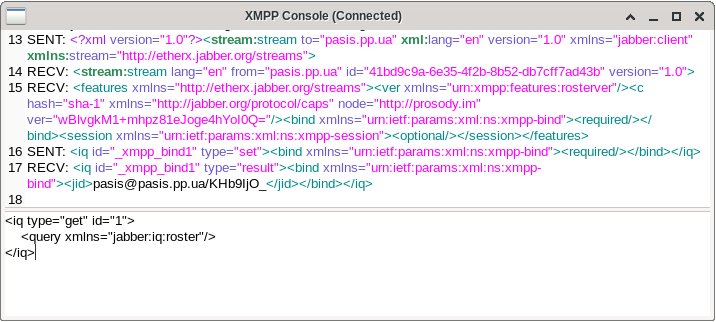 XMPP Console (Connected)
13 SENT: <?xml version="1.0"?><stream:stream to="pasis.pp.ua" xml:lang="en" version="1.0" xmlns="jabber:client"
xmlns:stream="http://etherx.jabber.org/streams">
14 RECV: <stream:stream lang="en" from="pasis.pp.ua" id="41bd9c9a-6e35-4f2b-8b52-db7cff7ad43b" version="1.0">
15 RECV: <features xmlns="http://etherx.jabber.org/streams"><ver xmlns="urn:xmpp:features:rosterver"/><c
hash="sha-1" xmlns="http://jabber.org/protocol/caps" node="http://prosody.im"
ver="wBIvgkM1+mhpz81eJoge4hYoI0Q="/><bind xmlns="urn:ietf:params:xml:ns:xmpp-bind"><required/></
bind><session xmlns="urn:ietf:params:xml:ns:xmpp-session"><optional/></session></features>
16 SENT: <iq id="_xmpp_bind1" type="set"><bind xmlns="urn:ietf:params:xml:ns:xmpp-bind"><required/></bind></iq>
17 RECV: <iq id="_xmpp_bind1" type="result"><bind xmlns="urn:ietf:params:xml:ns:xmpp-
bind"><jid>pasis@pasis.pp.ua/KHb9IjO_</jid></bind></iq>
18
<iq type="get" id="1">
<query xmlns="jabber:iq:roster"/>
</iq>